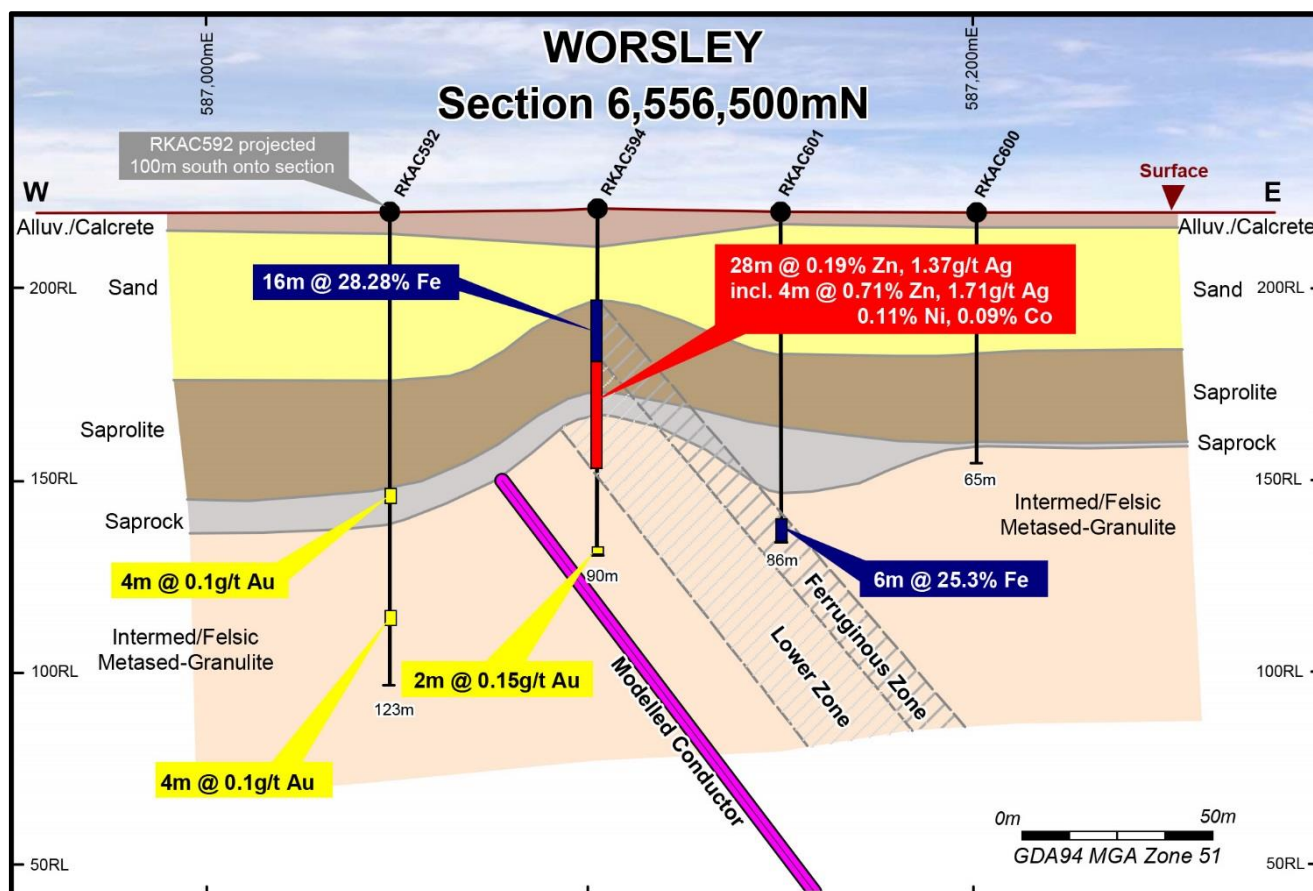 587,000mE
587,200mE
WORSLEY
Section 6,556,500mN
RKAC592 projected
100m south onto section
RKAC592
RKAC594
RKAC601
RKAC600
Surface
W
E
Alluv./Calcrete
Alluv./Calcrete
28m @ 0.19% Zn, 1.37g/t Ag
incl. 4m @ 0.71% Zn, 1.71g/t Ag
0.11% Ni, 0.09% Co
16m @ 28.28% Fe
200RL
Sand
Sand
200RL
Saprolite
Saprolite
Saprock
150RL
65m
150RL
Saprock
Intermed/Felsic
Metased-Granulite
90m
86m
4m @ 0.1g/t Au
6m @ 25.3% Fe
Ferruginous Zone
Lower Zone
Intermed/Felsic
Metased-Granulite
100RL
2m @ 0.15g/t Au
100RL
123m
Modelled Conductor
4m @ 0.1g/t Au
0m
50m
GDA94 MGA Zone 51
50RL
50RL